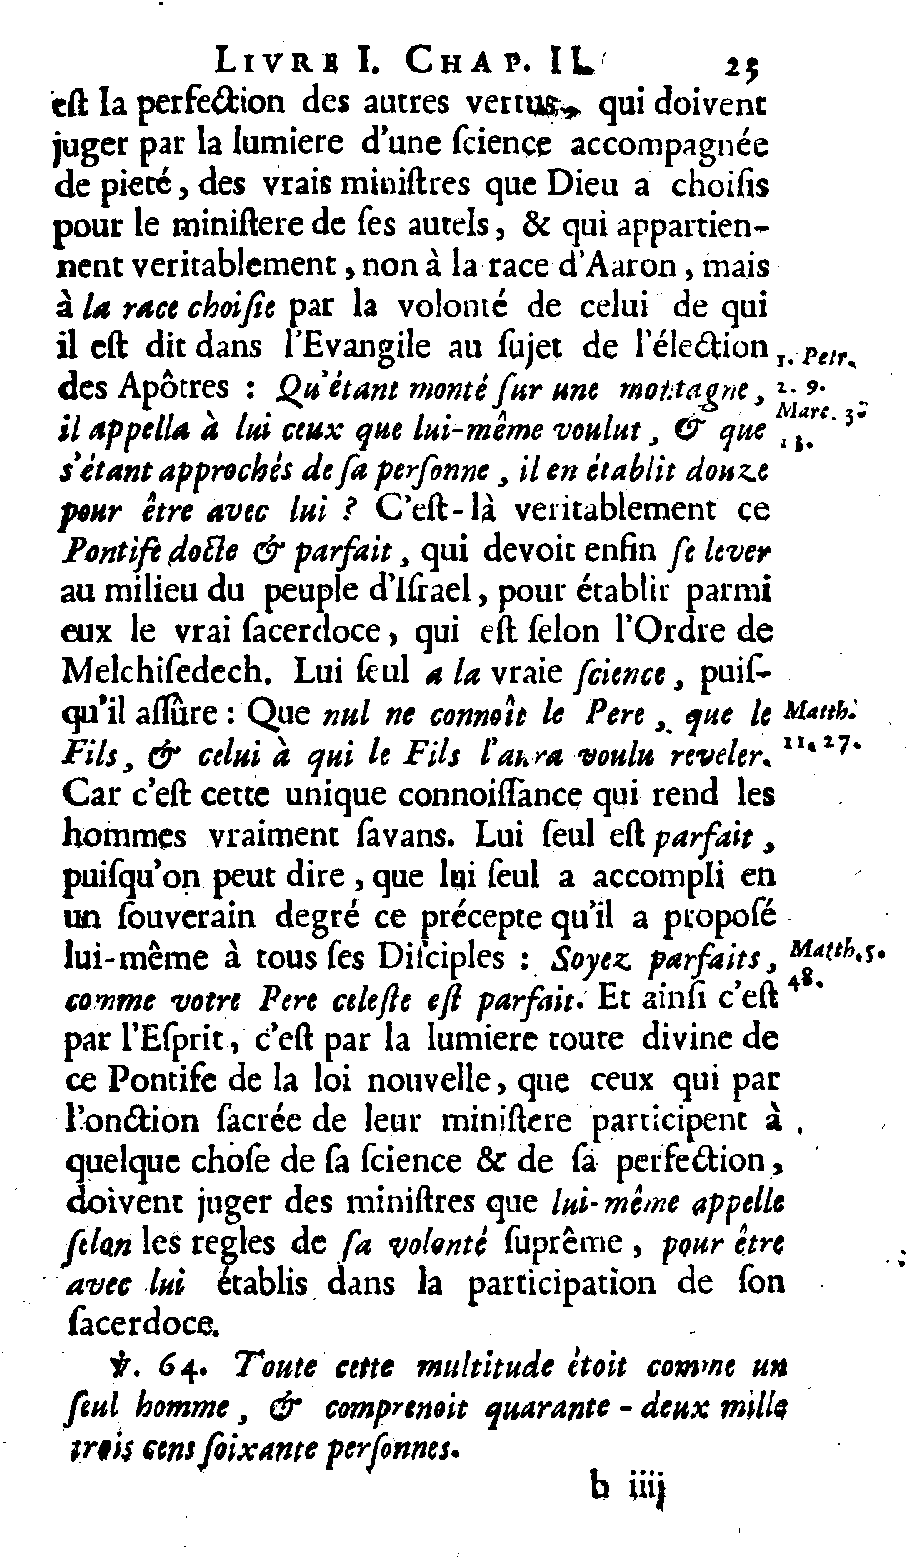 LIVRE I. CHAP. II. 25
eſt la perfection des autres vertus, qui doivent
juger par la lumiere d'une ſcience accompagnée
de pieté, des vrais miniſtres que Dieu a choiſis
pour le miniſtere de ſes autels, & qui appartien-
nent veritablement, non à la race d'Aaron, mais
à la race choiſie par la volonté de celui de qui
il eſt dit dans l'Evangile au ſujet de l'élection
1. Petr.
des Apôtres : Qu'étant monté ſur une montagne,
2. 9.
Marc. 3.
il appella à lui ceux que lui-même voulut, & que
13.
s'étant approchés de ſa perſonne, il en établit douze
pour être avec lui ? C'eſt-là veritablement ce
Pontife docte & parfait, qui devoit enfin ſe lever
au milieu du peuple d'Iſrael, pour établir parmi
eux le vrai ſacerdoce, qui eſt ſelon l'Ordre de
Melchiſedech. Lui ſeul a la vraie ſcience, puiſ-
qu'il aſſûre : Que nul ne connoît le Pere, que le
Matth.
Fils, & celui à qui le Fils l'aura voulu reveler.
11. 27.
Car c'eſt cette unique connoiſſance qui rend les
hommes vraiment ſavans. Lui ſeul eſt parfait,
puiſqu'on peut dire, que lui ſeul a accompli en
un ſouverain degré ce précepte qu'il a propoſé
lui-même à tous ſes Diſciples : Soyez parfaits,
Matth. 5.
comme votre Pere celeſte eſt parfait. Et ainſi c'eſt
48.
par l'Eſprit, c'eſt par la lumiere toute divine de
ce Pontife de la loi nouvelle, que ceux qui par
l'onction ſacrée de leur miniſtere participent à
quelque choſe de ſa ſcience & de ſa perfection,
doivent juger des miniſtres que lui-même appelle
ſelon les regles de ſa volonté ſuprême, pour être
avec lui établis dans la participation de ſon
ſacerdoce.
℣. 64. Toute cette multitude étoit comme un
ſeul homme, & comprenoit quarante-deux mille
trois cens ſoixante perſonnes.
b iiij